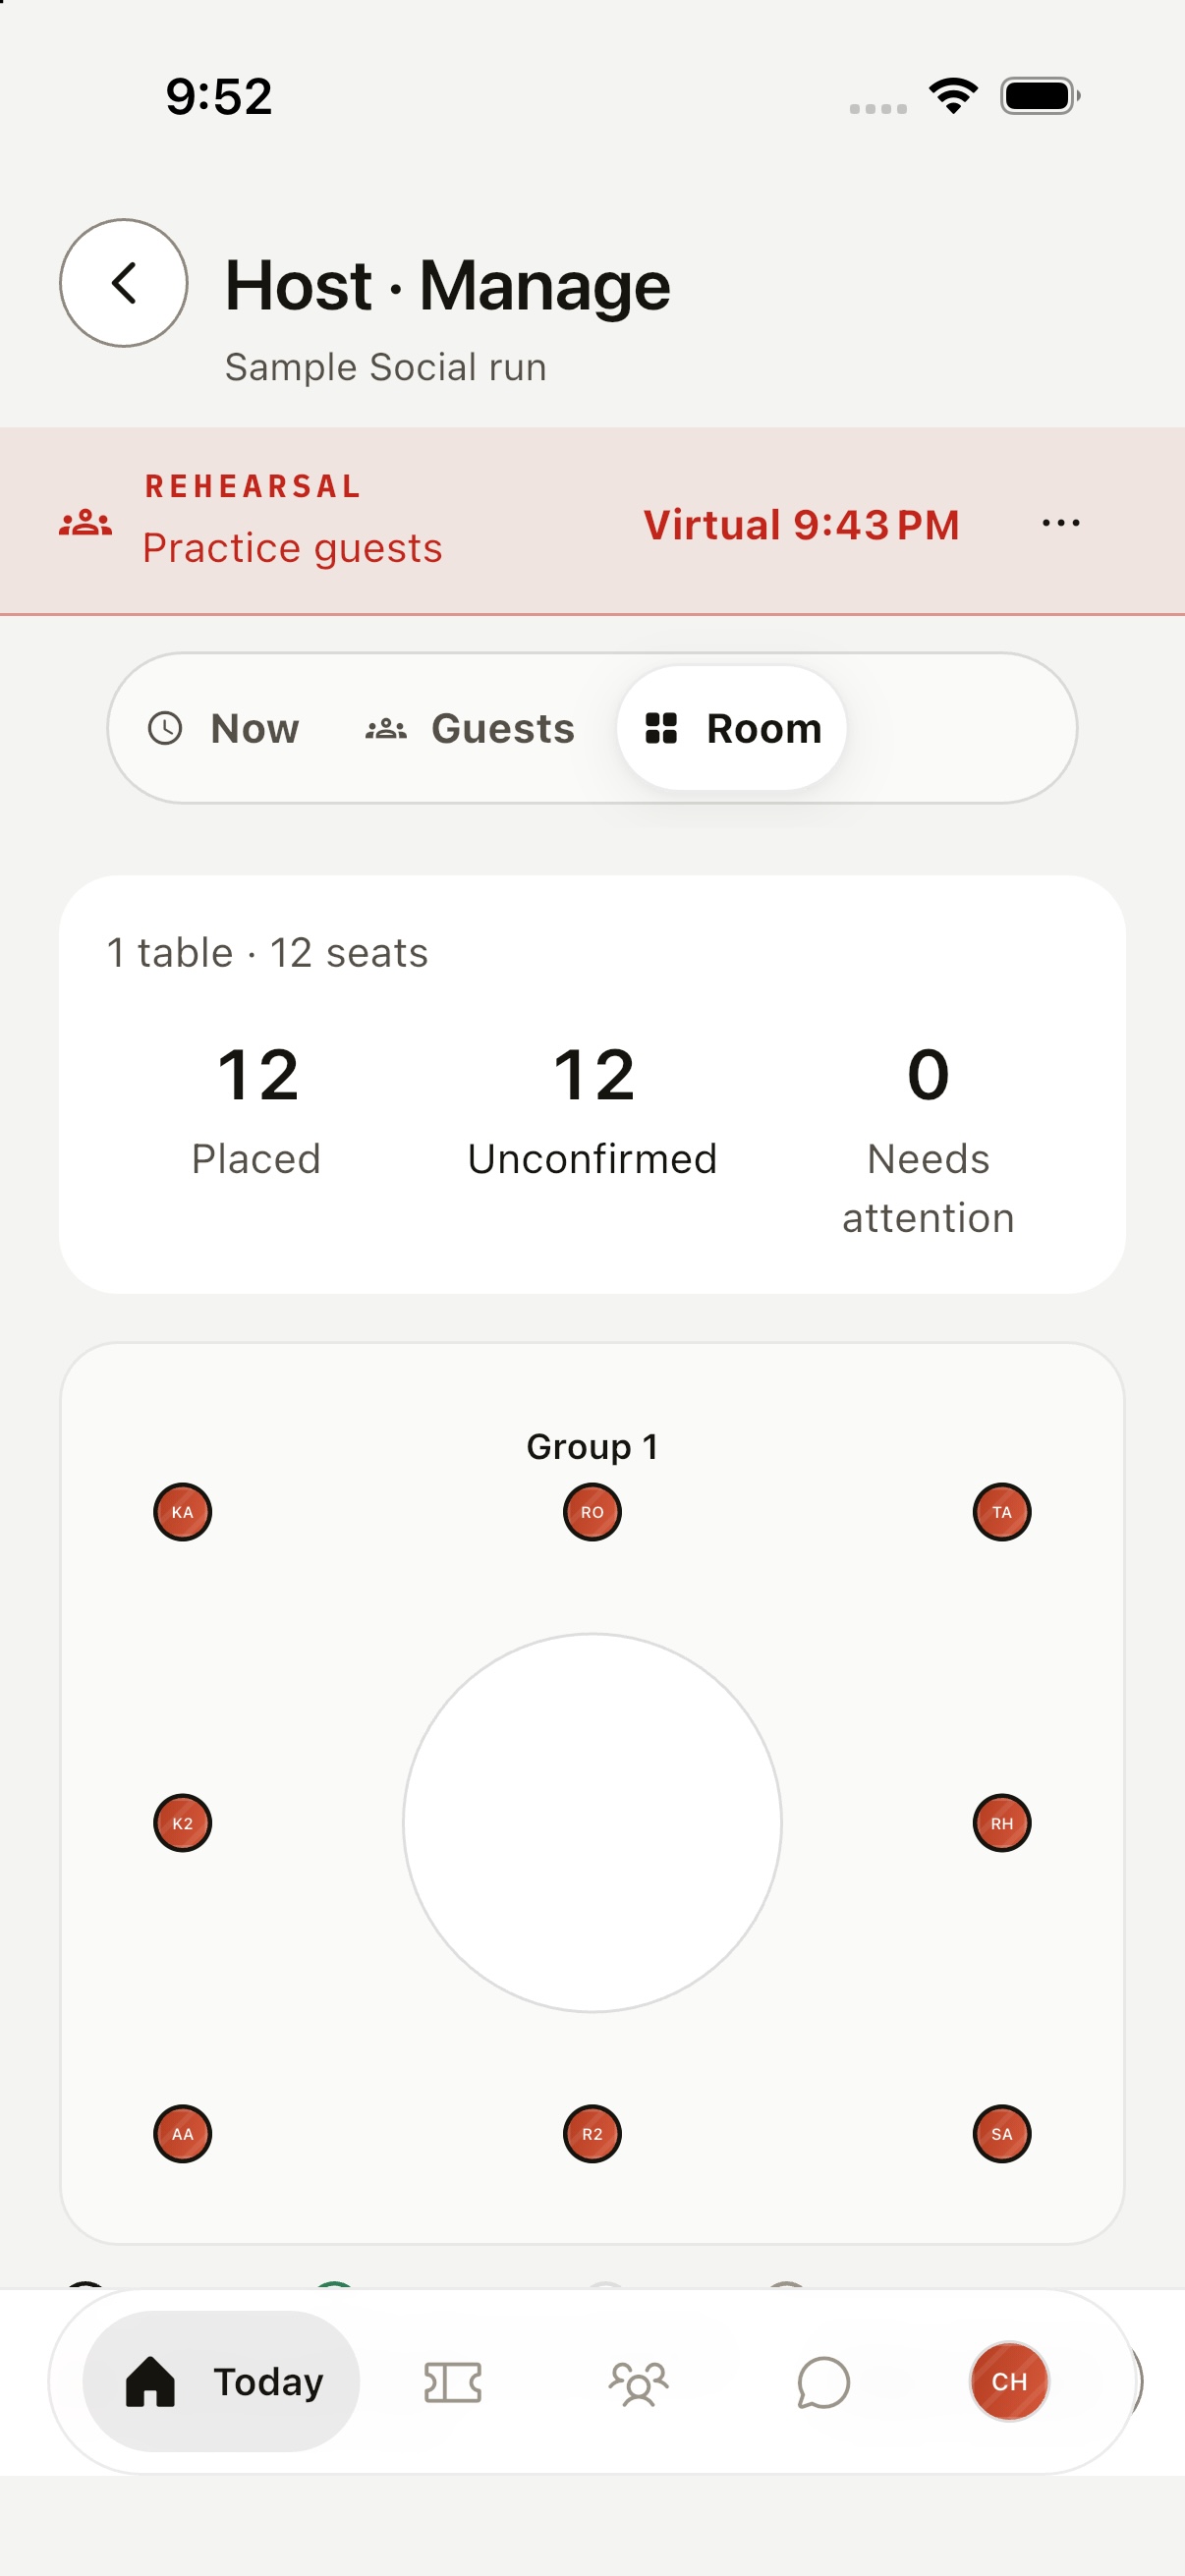 9:52
Host · Manage
Sample Social run
REHEARSAL
Practice guests
Virtual 9:43 PM
Now
Guests
Room
1 table · 12 seats
12
12
0
Placed
Unconfirmed
Needs
attention
Group 1
KA
RO
TA
K2
RH
AA
R2
SA
Today
CH